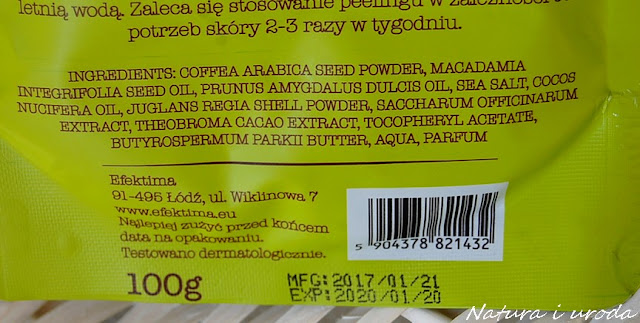 letnią wodą. Zaleca się stosowanie peelingu w zależności
potrzeb skóry 2-3 razy w tygodniu.
INGREDIENTS: COFFEA ARABICA SEED POWDER, MACADAMIA
INTEGRIFOLIA SEED OIL, PRUNUS AMYGDALUS DULCIS OIL, SEA SALT, COCOS
NUCIFERA OIL, JUGLANS REGIA SHELL POWDER, SACCHARUM OFFICINARUM
EXTRACT, THEOBROMA CACAO EXTRACT, TOCOPHERYL ACETATE,
BUTYROSPERMUM PARKII BUTTER, AQUA, PARFUM
Efektima
91-495 Łódź, ul. Wiklinowa 7
www.efektima.eu
Najlepiej zużyć przed końcem
data na opakowaniu.
Testowano dermatologicznie.
100g
5 904378 821432
MFG:2017/01/21
EXP:2020/01/20
Natura i uroda